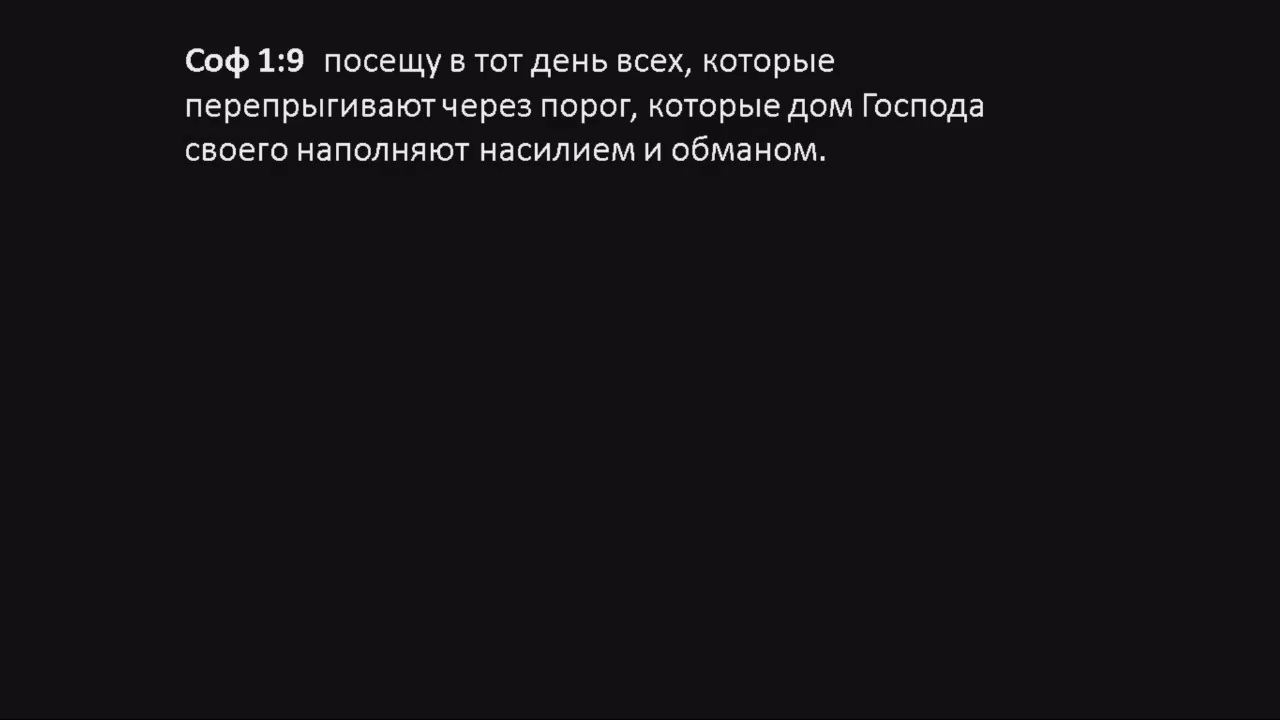 Соф 1:9 посещу в тот день всех, которые
перепрыгивают через порог, которые дом Господа
своего наполняют насилием и обманом.